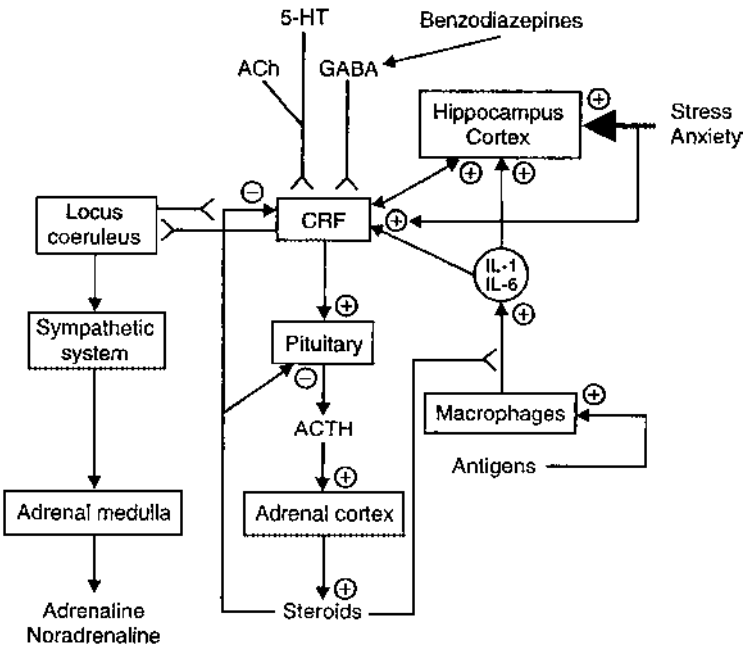 5-HT
Benzodiazepines
ACh
GABA
Hippocampus
Cortex
+
Stress
Anxiety
+
+
−
Locus
coeruleus
CRF
+
IL-1
IL-6
+
+
Sympathetic
system
Pituitary
−
+
Macrophages
ACTH
Antigens
+
Adrenal medulla
Adrenal cortex
+
Adrenaline
Noradrenaline
Steroids